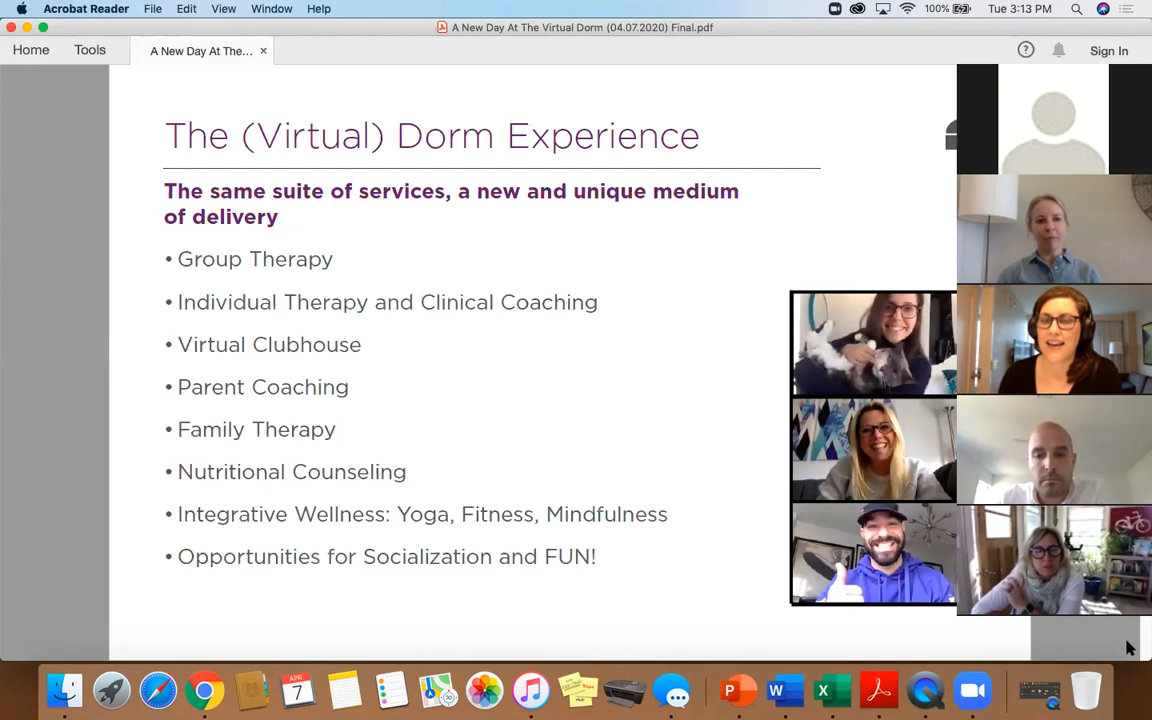 Acrobat Reader File Edit View Window Help 100% Tue 3:13 PM
A New Day At The Virtual Dorm (04.07.2020) Final.pdf
Home Tools A New Day At The... × Sign In
The (Virtual) Dorm Experience
The same suite of services, a new and unique medium
of delivery
• Group Therapy
• Individual Therapy and Clinical Coaching
• Virtual Clubhouse
• Parent Coaching
• Family Therapy
• Nutritional Counseling
• Integrative Wellness: Yoga, Fitness, Mindfulness
• Opportunities for Socialization and FUN!
APR
7